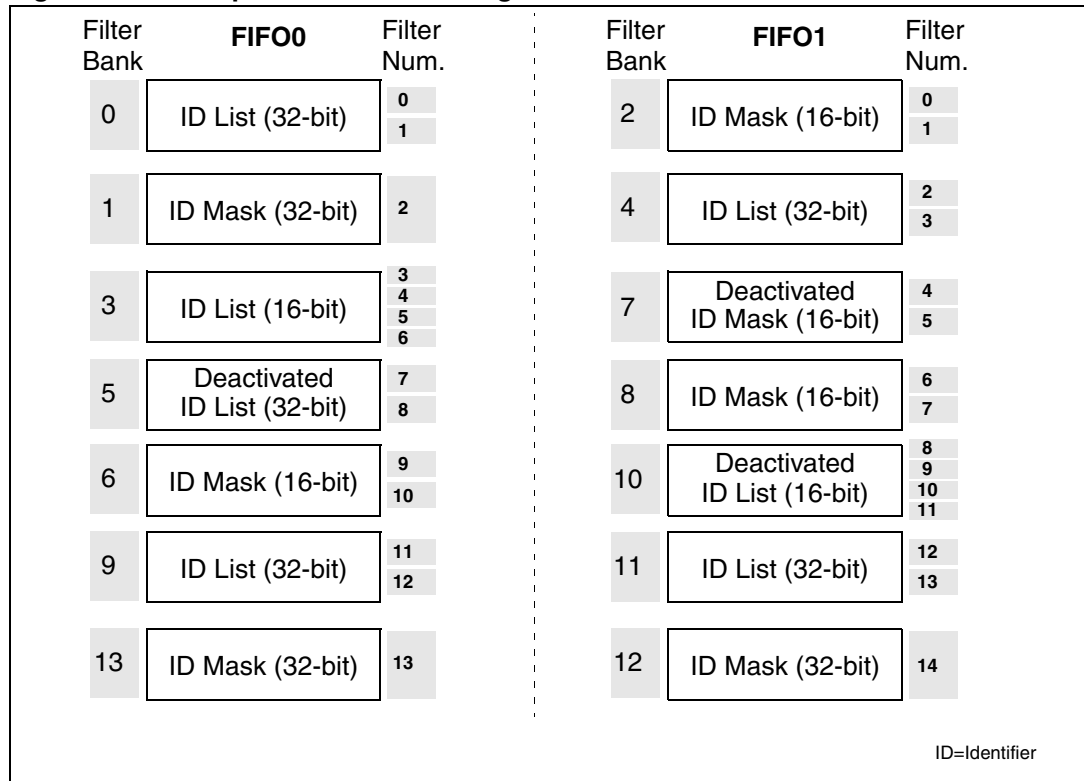 Filter Bank FIFO0 Filter Num.
0 ID List (32-bit) 0 1
1 ID Mask (32-bit) 2
3 ID List (16-bit) 3 4 5 6
5 Deactivated ID List (32-bit) 7 8
6 ID Mask (16-bit) 9 10
9 ID List (32-bit) 11 12
13 ID Mask (32-bit) 13
Filter Bank FIFO1 Filter Num.
2 ID Mask (16-bit) 0 1
4 ID List (32-bit) 2 3
7 Deactivated ID Mask (16-bit) 4 5
8 ID Mask (16-bit) 6 7
10 Deactivated ID List (16-bit) 8 9 10 11
11 ID List (32-bit) 12 13
12 ID Mask (32-bit) 14
ID=Identifier